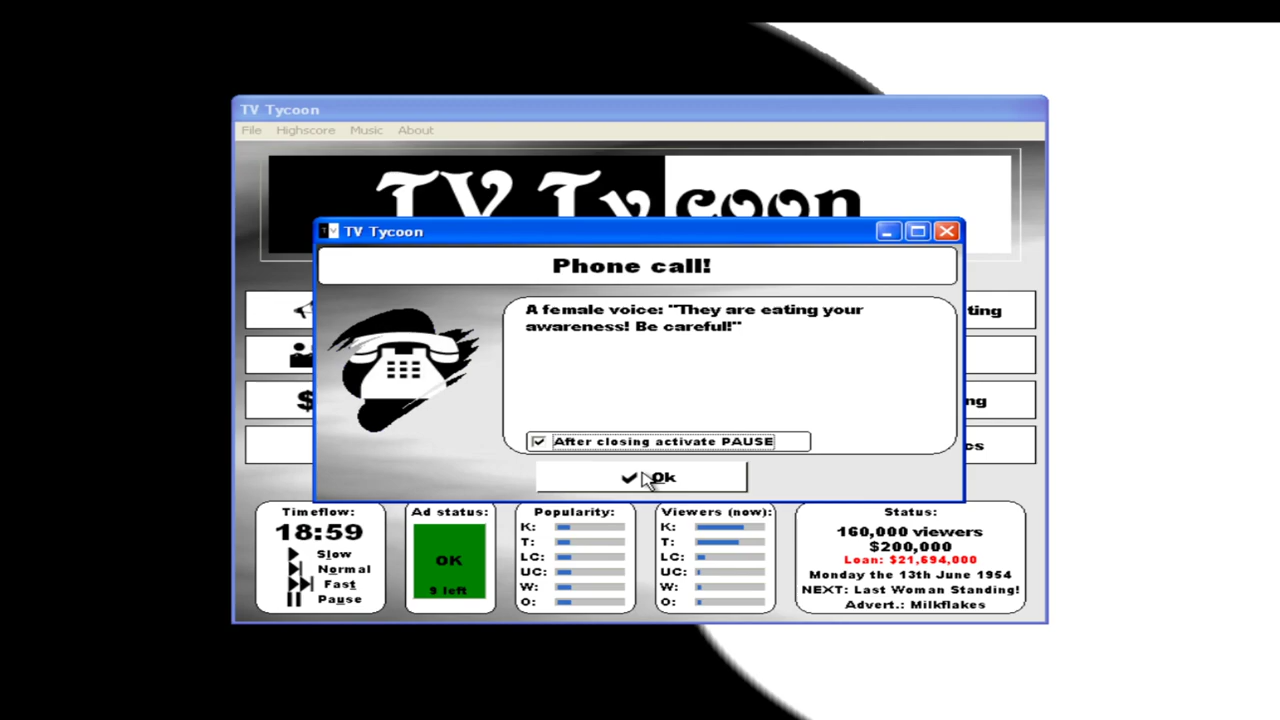 TV Tycoon
File Highscore Music About
TV Tycoon
TV Tycoon
Phone call!
A female voice: "They are eating your
awareness! Be careful!"
After closing activate PAUSE
Ok
Timeflow:
18:59
Slow
Normal
Fast
Pause
Ad status:
OK
9 left
Popularity:
K:
T:
LC:
UC:
W:
O:
Viewers (now):
K:
T:
LC:
UC:
W:
O:
Status:
160,000 viewers
$200,000
Loan: $21,694,000
Monday the 13th June 1954
NEXT: Last Woman Standing!
Advert.: Milkflakes